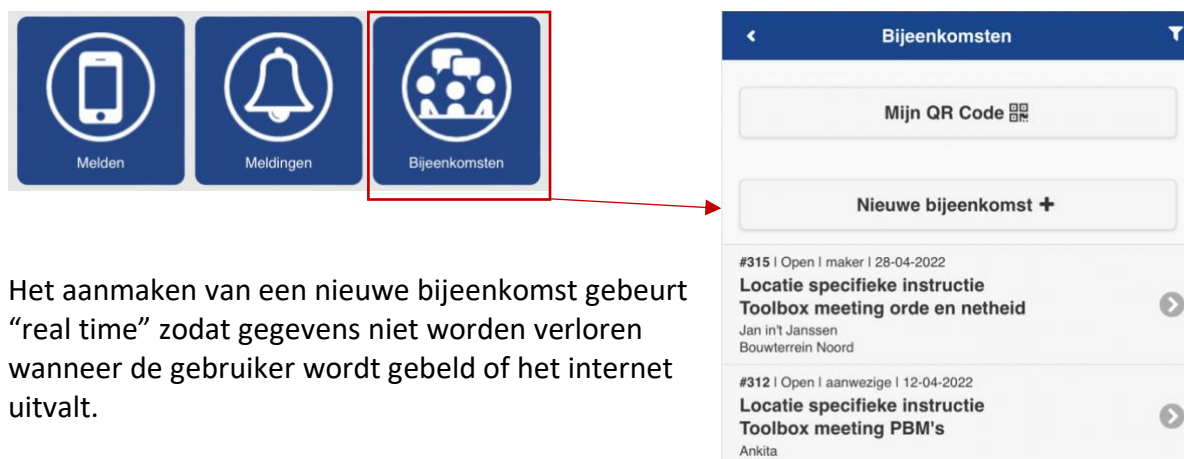 Melden
Meldingen
Bijeenkomsten
Het aanmaken van een nieuwe bijeenkomst gebeurt
“real time” zodat gegevens niet worden verloren
wanneer de gebruiker wordt gebeld of het internet
uitvalt.
Bijeenkomsten
Mijn QR Code
Nieuwe bijeenkomst +
#315 | Open | maker | 28-04-2022
Locatie specifieke instructie
Toolbox meeting orde en netheid
Jan in't Janssen
Bouwterrein Noord
#312 | Open | aanwezige | 12-04-2022
Locatie specifieke instructie
Toolbox meeting PBM's
Ankita